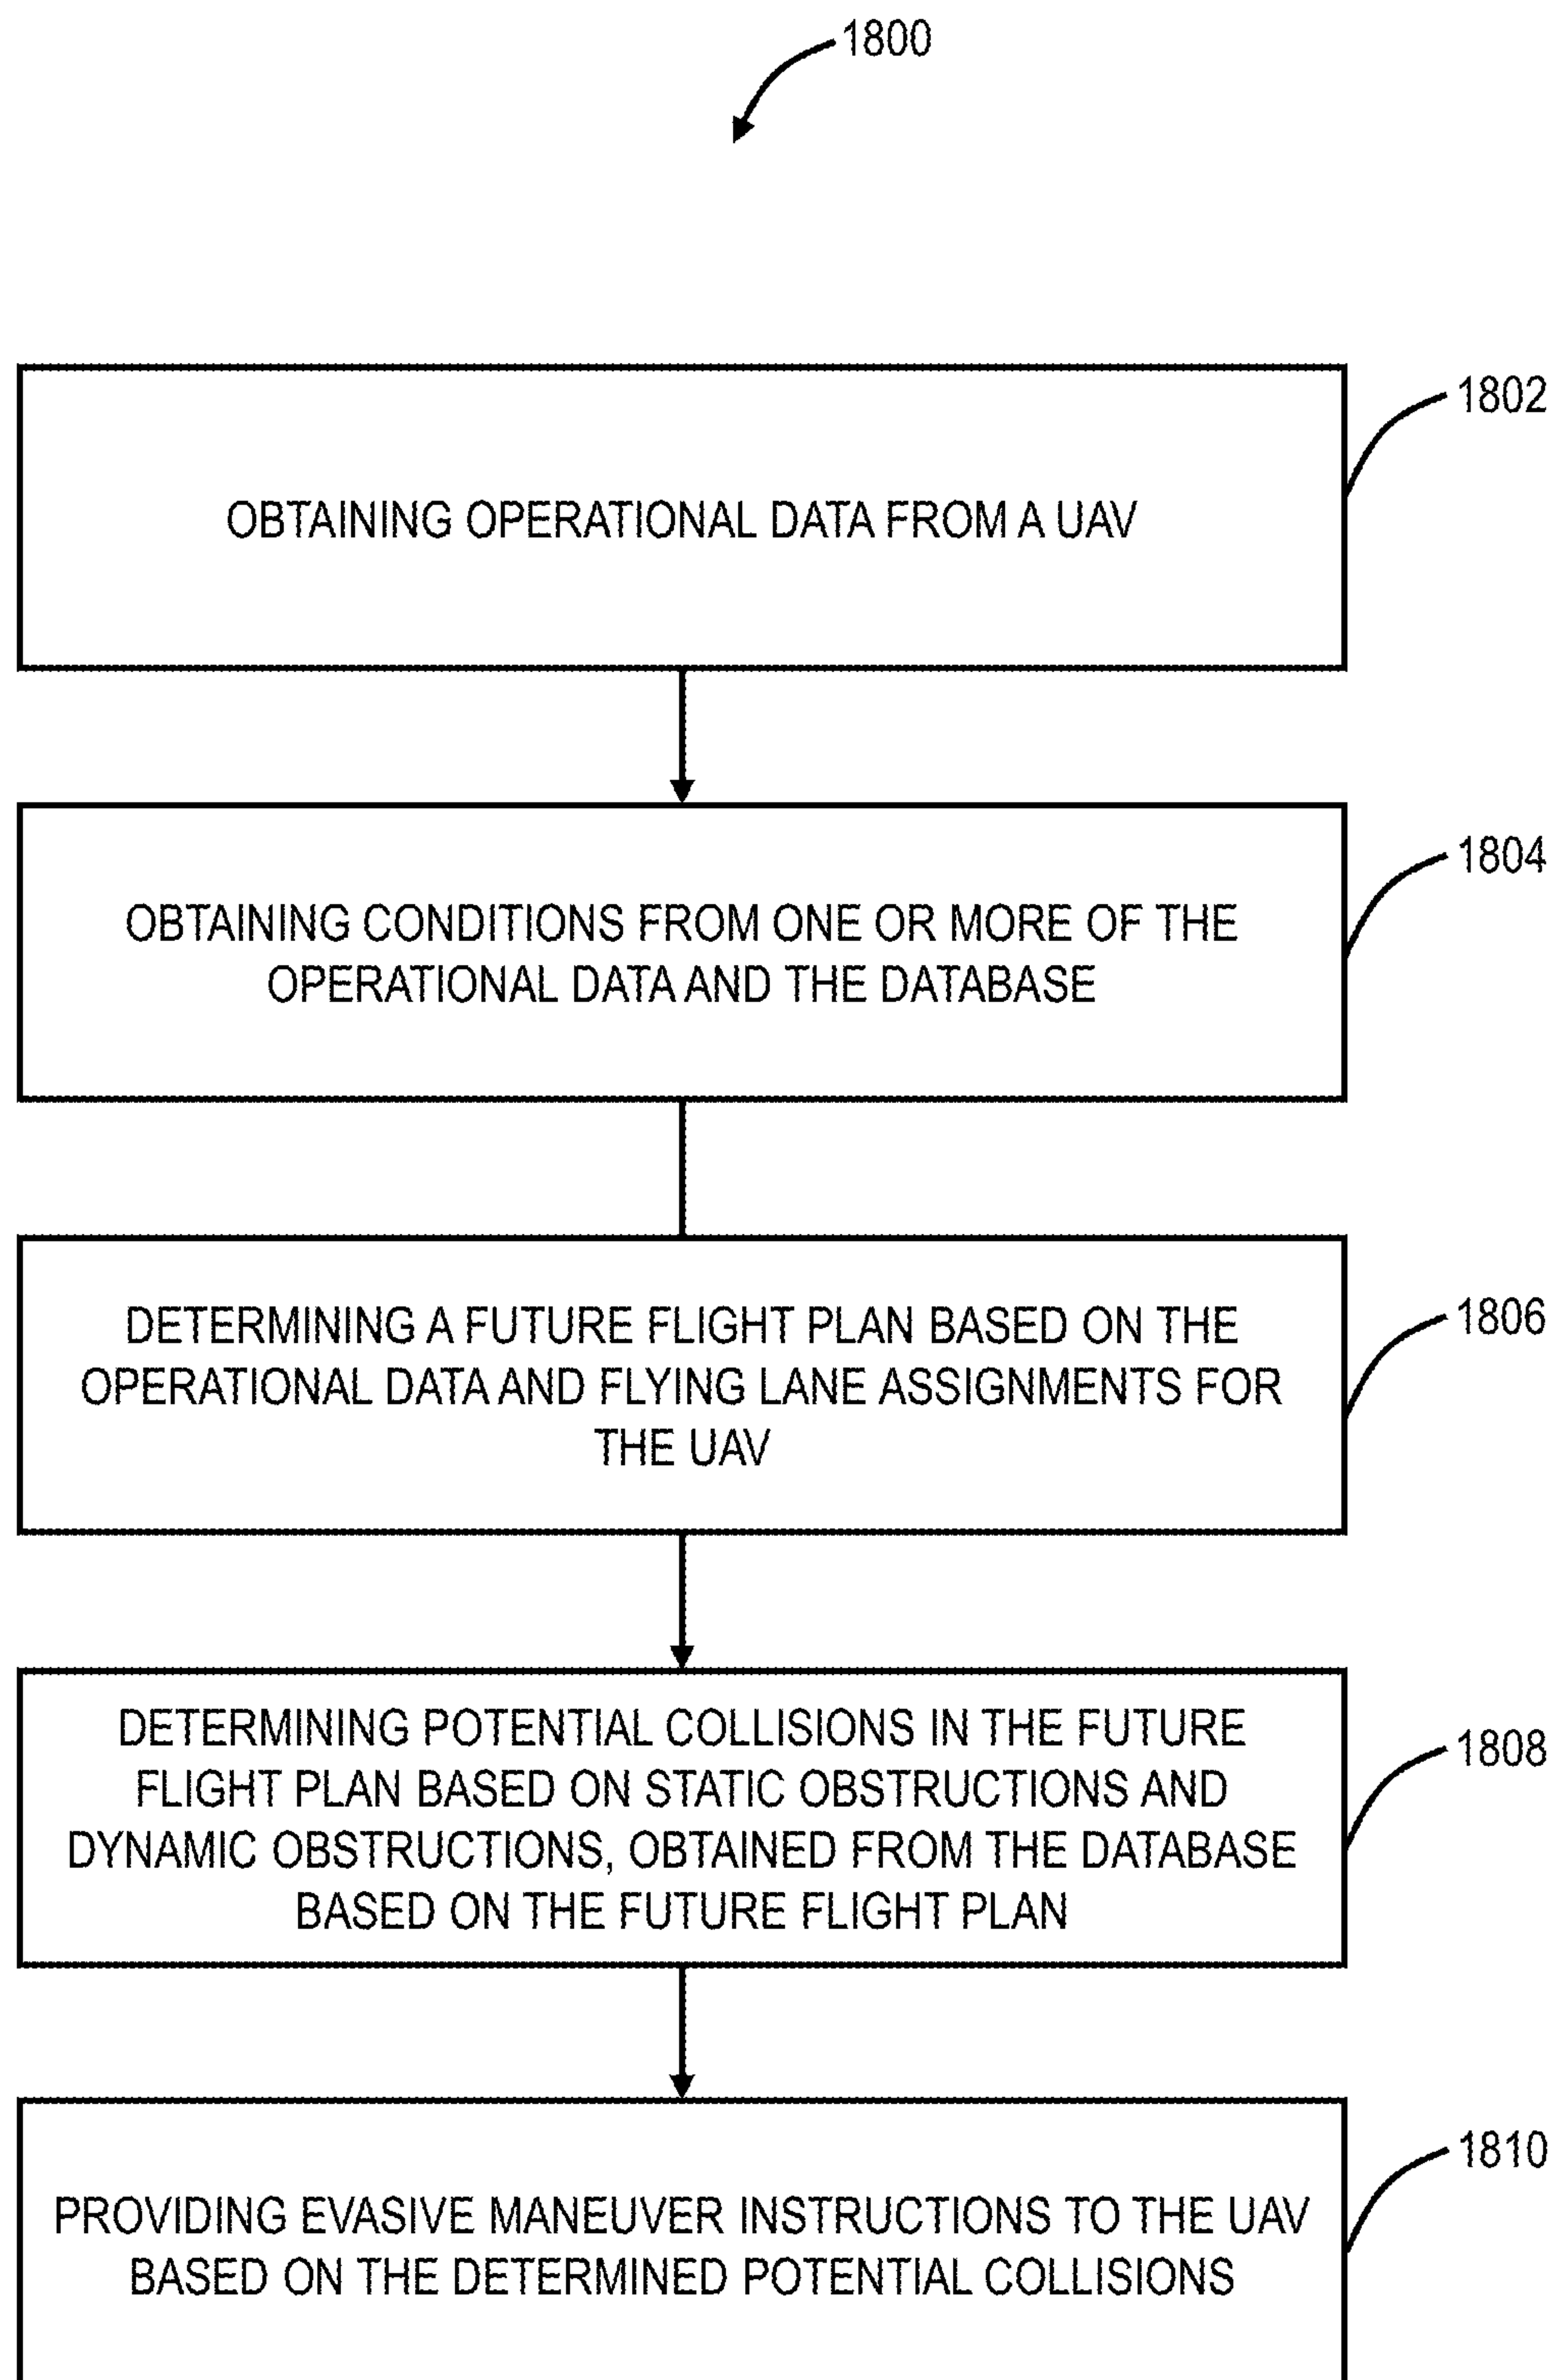 1800
1802
OBTAINING OPERATIONAL DATA FROM A UAV
1804
OBTAINING CONDITIONS FROM ONE OR MORE OF THE
OPERATIONAL DATA AND THE DATABASE
1806
DETERMINING A FUTURE FLIGHT PLAN BASED ON THE
OPERATIONAL DATA AND FLYING LANE ASSIGNMENTS FOR
THE UAV
1808
DETERMINING POTENTIAL COLLISIONS IN THE FUTURE
FLIGHT PLAN BASED ON STATIC OBSTRUCTIONS AND
DYNAMIC OBSTRUCTIONS, OBTAINED FROM THE DATABASE
BASED ON THE FUTURE FLIGHT PLAN
1810
PROVIDING EVASIVE MANEUVER INSTRUCTIONS TO THE UAV
BASED ON THE DETERMINED POTENTIAL COLLISIONS